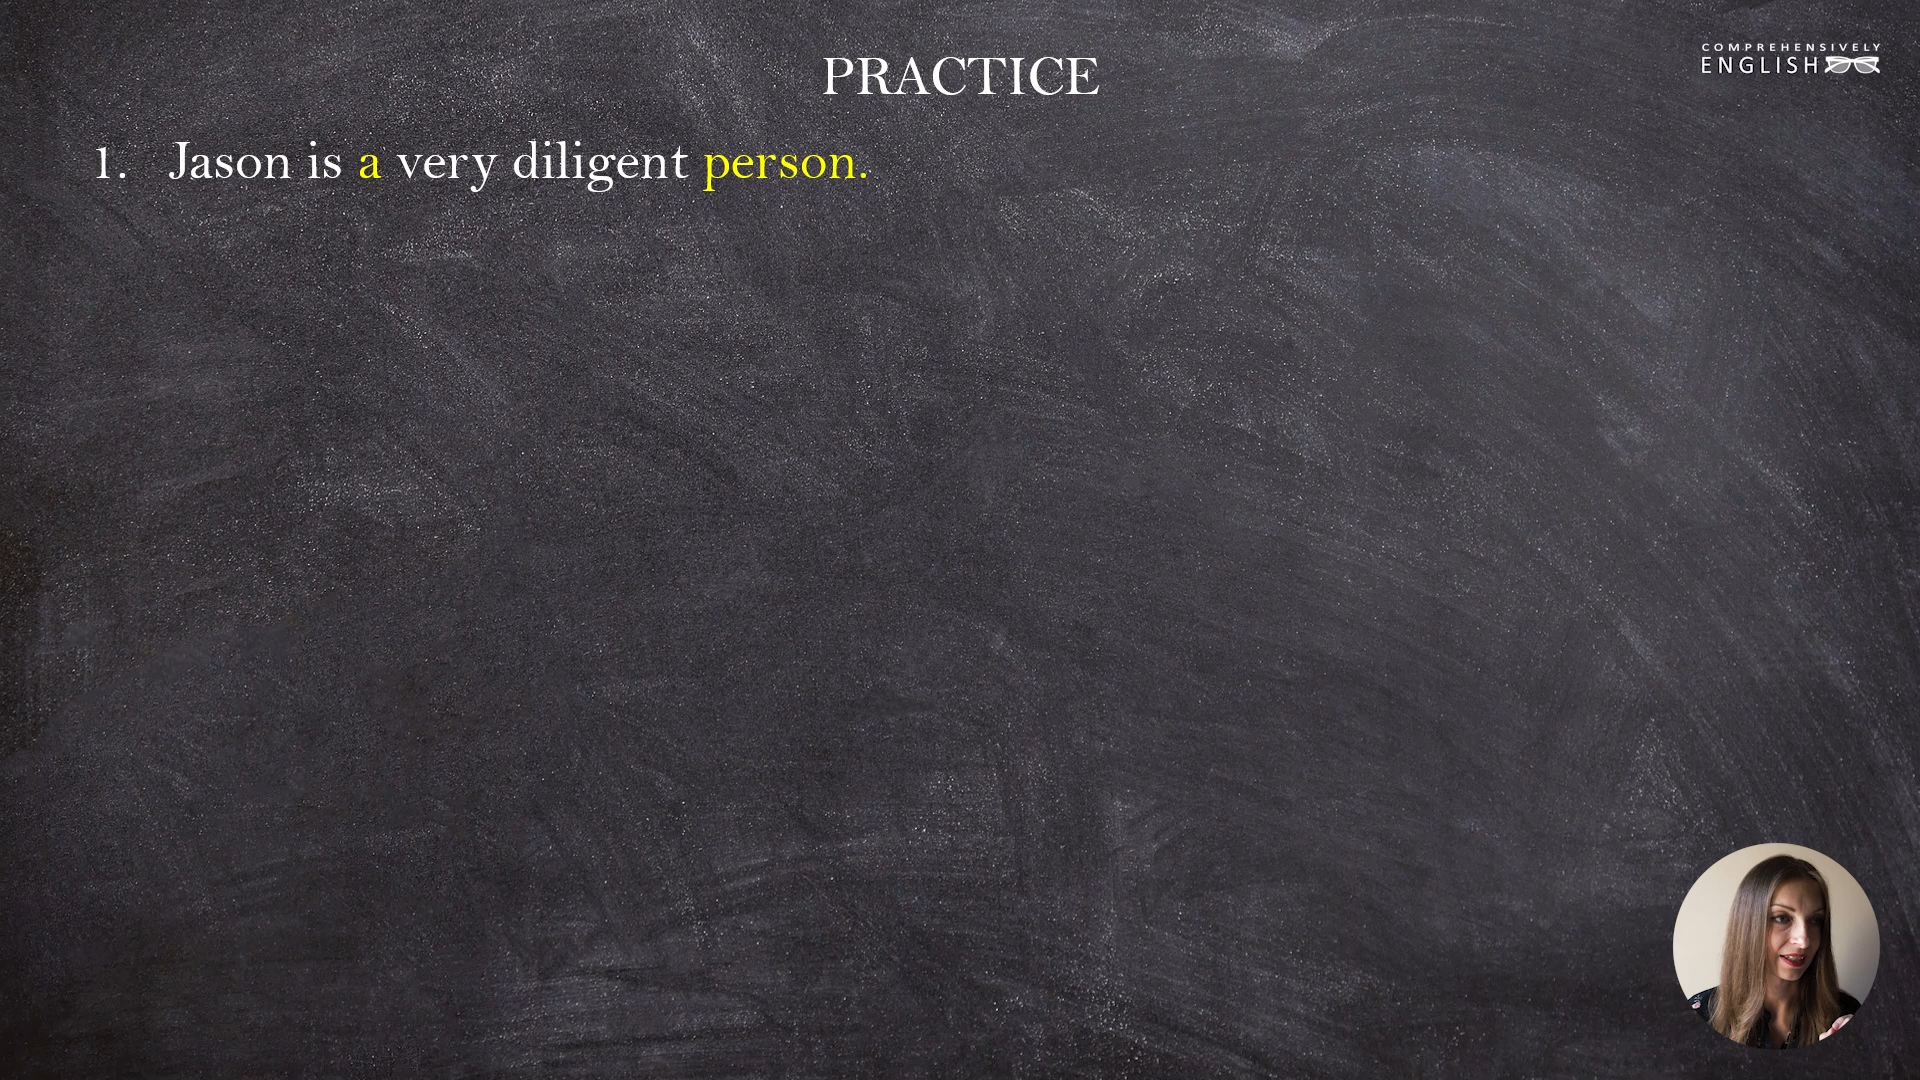 PRACTICE
COMPREHENSIVELY
ENGLISH
1. Jason is a very diligent person.